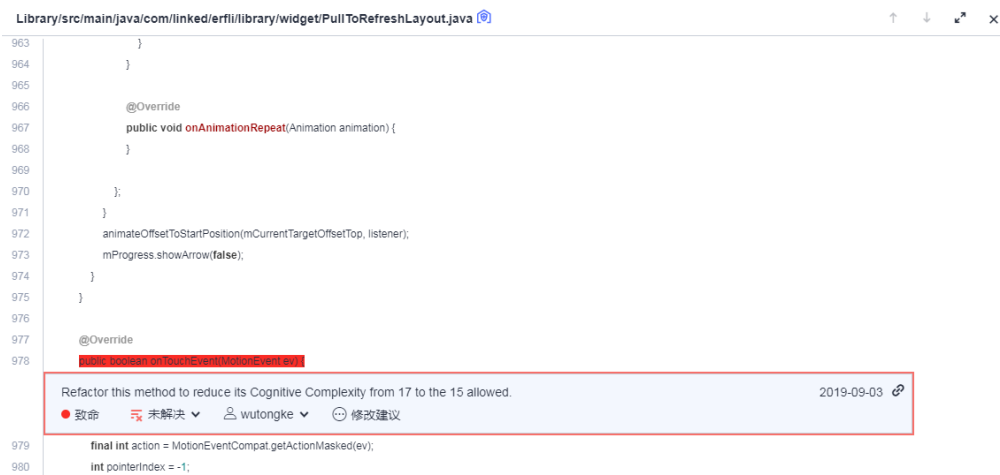 Library/src/main/java/com/linked/erfli/library/widget/PullToRefreshLayout.java
963 }
964 }
965
966 @Override
967 public void onAnimationRepeat(Animation animation) {
968 }
969
970 };
971 }
972 animateOffsetToStartPosition(mCurrentTargetOffsetTop, listener);
973 mProgress.showArrow(false);
974 }
975 }
976
977 @Override
978 public boolean onTouchEvent(MotionEvent ev) {
Refactor this method to reduce its Cognitive Complexity from 17 to the 15 allowed. 2019-09-03
致命 未解决 wutongke 修改建议
979 final int action = MotionEventCompat.getActionMasked(ev);
980 int pointerIndex = -1;